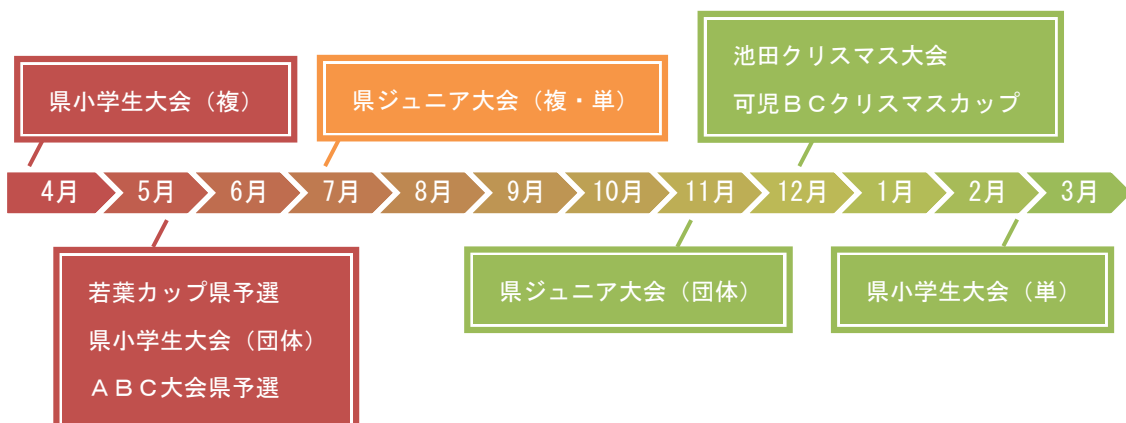 池田クリスマス大会
可児ＢＣクリスマスカップ
県小学生大会（複）
県ジュニア大会（複・単）
4月 5月 6月 7月 8月 9月 10月 11月 12月 1月 2月 3月
若葉カップ県予選
県小学生大会（団体）
ＡＢＣ大会県予選
県ジュニア大会（団体）
県小学生大会（単）